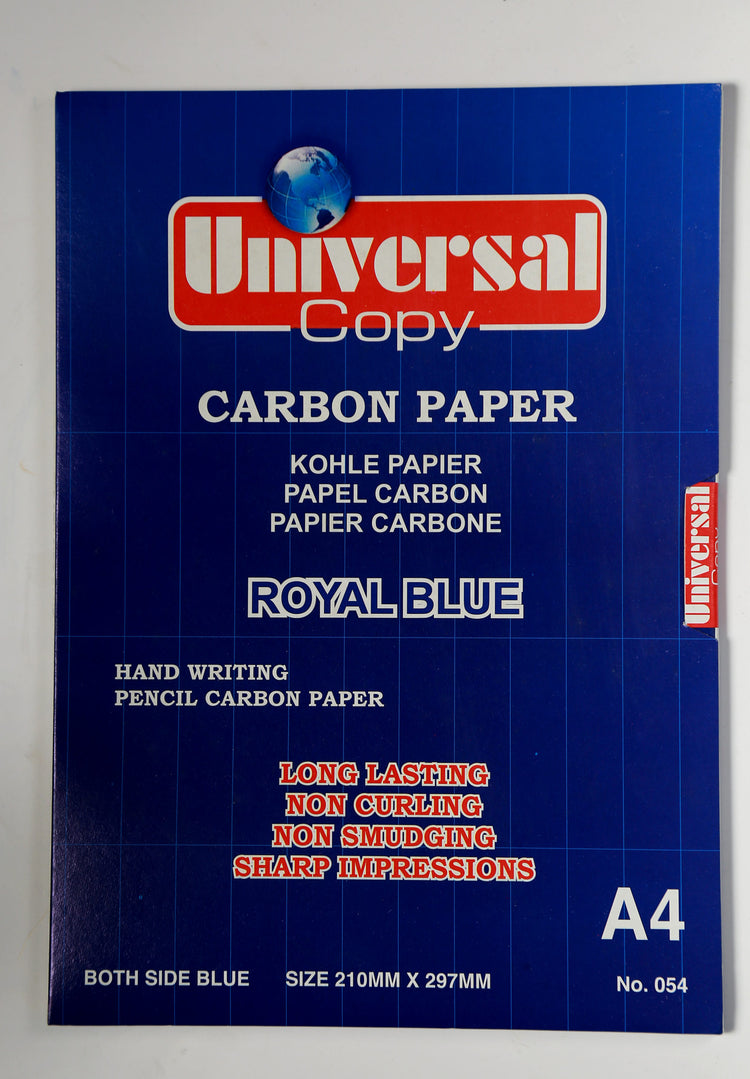 Universal
Copy
CARBON PAPER
KOHLE PAPIER
PAPEL CARBON
PAPIER CARBONE
Universal
Copy
ROYAL BLUE
HAND WRITING
PENCIL CARBON PAPER
LONG LASTING
NON CURLING
NON SMUDGING
SHARP IMPRESSIONS
A4
BOTH SIDE BLUE SIZE 210MM X 297MM No. 054